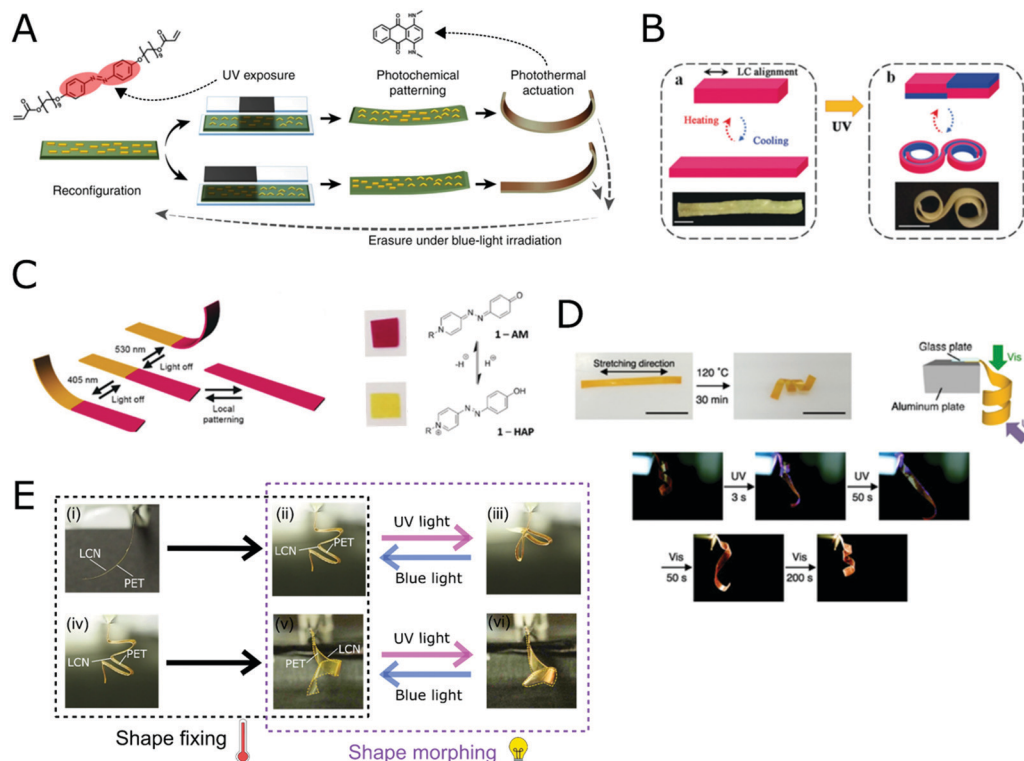 A
UV exposure
Photochemical
patterning
Photothermal
actuation
Reconfiguration
Erasure under blue-light irradiation
B
a
LC alignment
Heating
Cooling
UV
b
C
530 nm
Light off
405 nm
Light off
Local
patterning
1 – AM
-H⊕
H⊕
1 – HAP
D
Stretching direction
120 °C
30 min
Glass plate
Vis
Aluminum plate
UV
3 s
UV
50 s
Vis
50 s
Vis
200 s
E
(i)
LCN
PET
(ii)
LCN
PET
UV light
Blue light
(iii)
(iv)
LCN
PET
(v)
PET
LCN
UV light
Blue light
(vi)
Shape fixing
Shape morphing